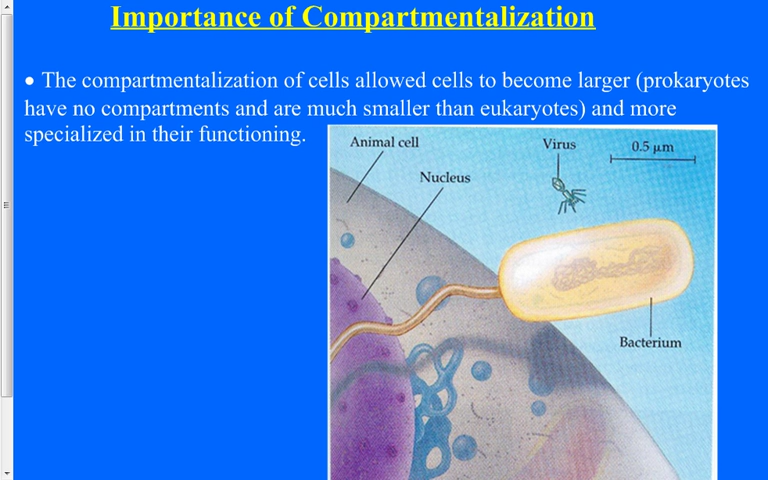 Importance of Compartmentalization
• The compartmentalization of cells allowed cells to become larger (prokaryotes
have no compartments and are much smaller than eukaryotes) and more
specialized in their functioning.
Animal cell
Virus
0.5 µm
Nucleus
Bacterium